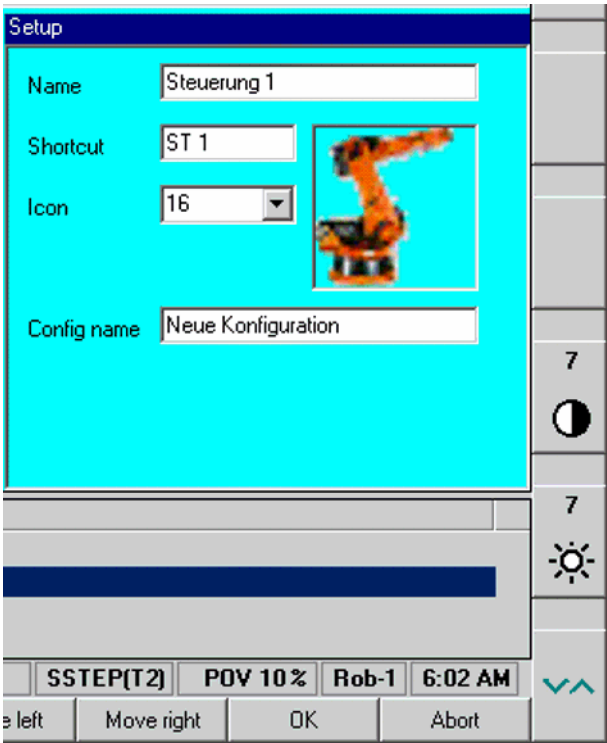 Setup
Name Steuerung 1
Shortcut ST 1
Icon 16
Config name Neue Konfiguration
7
7
SSTEP(T2) POV 10% Rob-1 6:02 AM
e left Move right OK Abort